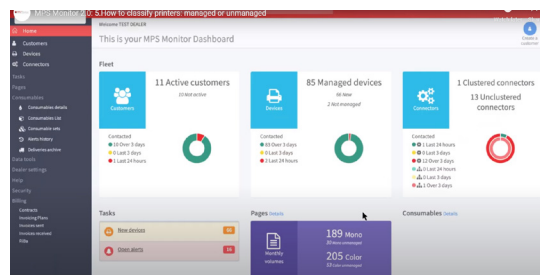 MPS Monitor 2.0: 5.How to classify printers: managed or unmanaged
Home
Customers
Devices
Connectors
Tasks
Pages
Consumables
Consumables details
Consumables List
Consumable sets
Alerts history
Deliveries archive
Data tools
Dealer settings
Help
Security
Billing
Contracts
Invoicing Plans
Invoices sent
Invoices received
Welcome TEST DEALER
This is your MPS Monitor Dashboard
Create a customer
Fleet
Customers
11 Active customers
10 Not active
Contacted
10 Over 3 days
0 Last 3 days
1 Last 24 hours
Devices
85 Managed devices
2 Not managed
Contacted
83 Over 3 days
0 Last 3 days
2 Last 24 hours
Connectors
1 Clustered connectors
13 Unclustered
connectors
Contacted
1 Last 24 hours
0 Last 3 days
12 Over 3 days
0 Last 24 hours
0 Last 3 days
1 Over 3 days
Tasks
New devices
Open alerts
Pages Details
Monthly
volumes
189 Mono
205 Color
Consumables Details